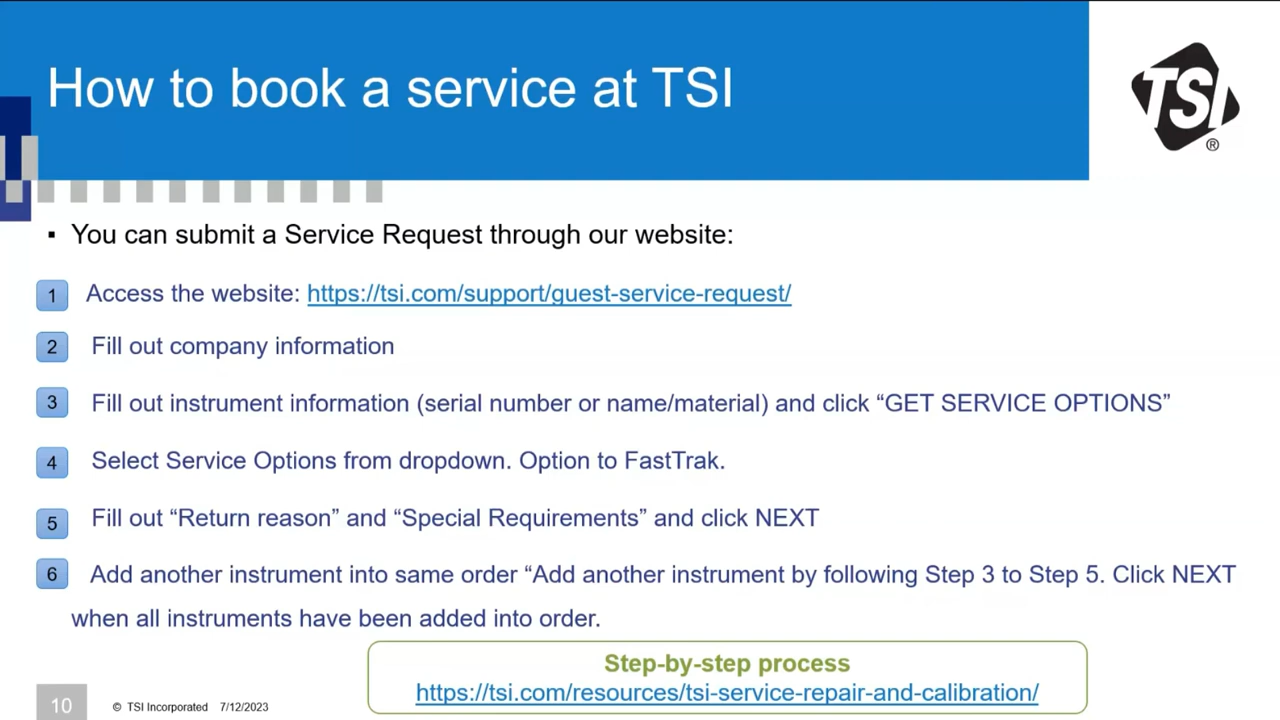 How to book a service at TSI
TSI
®
▪ You can submit a Service Request through our website:
1 Access the website: https://tsi.com/support/guest-service-request/
2 Fill out company information
3 Fill out instrument information (serial number or name/material) and click “GET SERVICE OPTIONS”
4 Select Service Options from dropdown. Option to FastTrak.
5 Fill out “Return reason” and “Special Requirements” and click NEXT
6 Add another instrument into same order “Add another instrument by following Step 3 to Step 5. Click NEXT
when all instruments have been added into order.
Step-by-step process
https://tsi.com/resources/tsi-service-repair-and-calibration/
10 © TSI Incorporated 7/12/2023